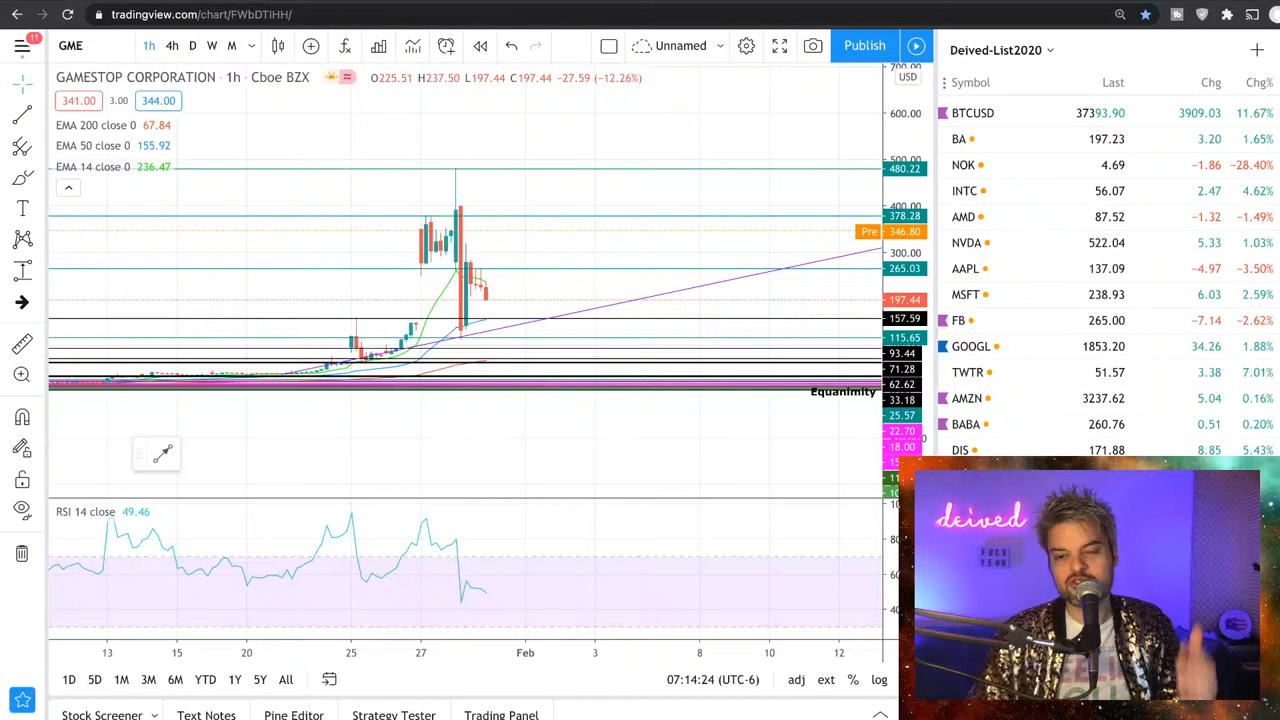 tradingview.com/chart/FWbDTIHH/
11
GME
1h 4h D W M
Unnamed
Publish
GAMESTOP CORPORATION · 1h · Cboe BZX
O225.51 H237.50 L197.44 C197.44 −27.59 (−12.26%)
341.00 3.00 344.00
EMA 200 close 0 67.84
EMA 50 close 0 155.92
EMA 14 close 0 236.47
700.00
USD
600.00
500.00
480.22
400.00
378.28
Pre 346.80
300.00
265.03
197.44
157.59
115.65
93.44
71.28
62.62
Equanimity
33.18
25.57
22.70
18.00
RSI 14 close 49.46
60
13 15 20 25 27 Feb 3 8 10 12
1D 5D 1M 3M 6M YTD 1Y 5Y All
07:14:24 (UTC-6)
adj ext % log
Stock Screener Text Notes Pine Editor Strategy Tester Trading Panel
Deived-List2020
Symbol Last Chg Chg%
BTCUSD 37393.90 3909.03 11.67%
BA 197.23 3.20 1.65%
NOK 4.69 −1.86 −28.40%
INTC 56.07 2.47 4.62%
AMD 87.52 −1.32 −1.49%
NVDA 522.04 5.33 1.03%
AAPL 137.09 −4.97 −3.50%
MSFT 238.93 6.03 2.59%
FB 265.00 −7.14 −2.62%
GOOGL 1853.20 34.26 1.88%
TWTR 51.57 3.38 7.01%
AMZN 3237.62 5.04 0.16%
BABA 260.76 0.51 0.20%
DIS 171.88 8.85 5.43%
deived
FUCK
YEAH